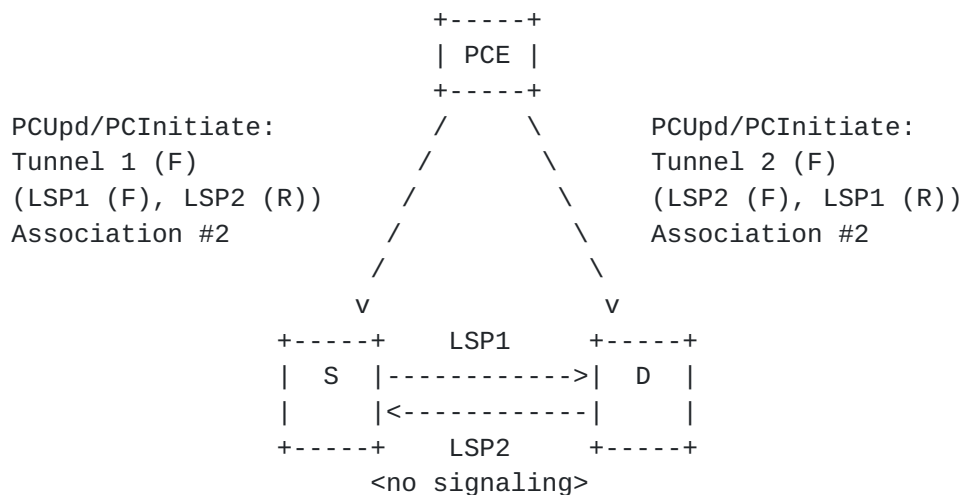 PCE
PCUpd/PCInitiate: PCUpd/PCInitiate:
Tunnel 1 (F) Tunnel 2 (F)
(LSP1 (F), LSP2 (R)) (LSP2 (F), LSP1 (R))
Association #2 Association #2
LSP1
S D
LSP2
<no signaling>